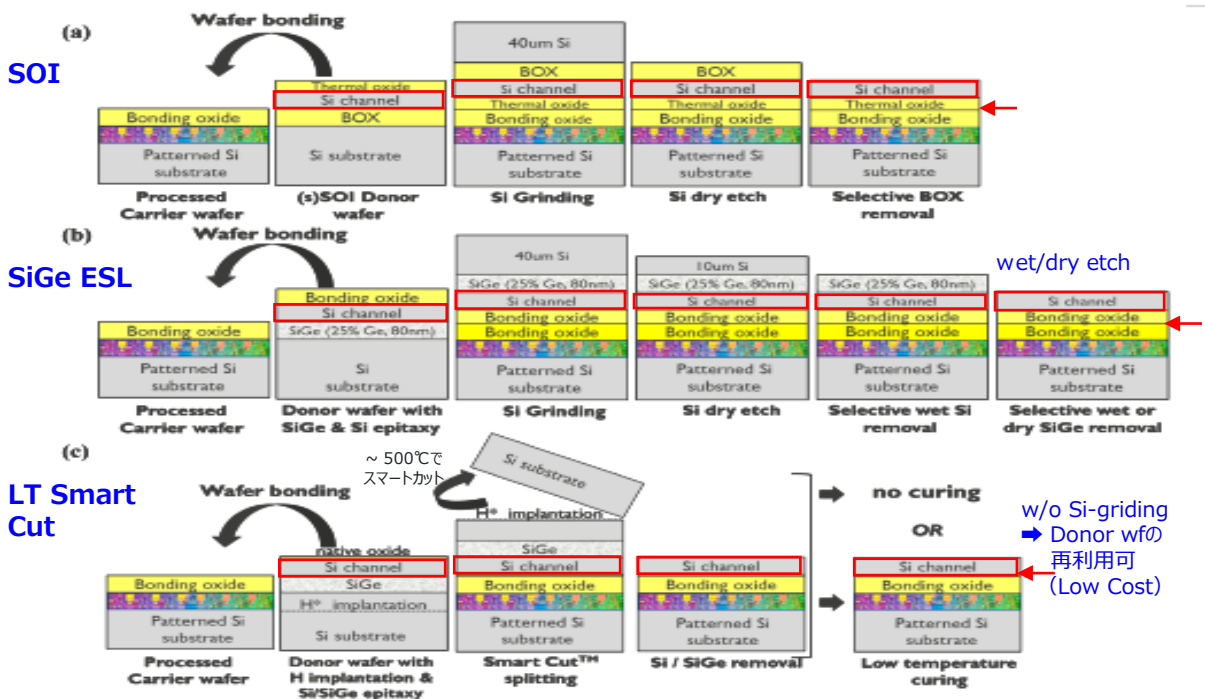 (a)
SOI
Wafer bonding
Bonding oxide
Patterned Si
substrate
Processed
Carrier wafer
Thermal oxide
Si channel
BOX
Si substrate
(s)SOI Donor
wafer
40um Si
BOX
Si channel
Thermal oxide
Bonding oxide
Patterned Si
substrate
Si Grinding
BOX
Si channel
Thermal oxide
Bonding oxide
Patterned Si
substrate
Si dry etch
Si channel
Thermal oxide
Bonding oxide
Patterned Si
substrate
Selective BOX
removal
(b)
SiGe ESL
Wafer bonding
Bonding oxide
Patterned Si
substrate
Processed
Carrier wafer
Bonding oxide
Si channel
SiGe (25% Ge, 80nm)
Si
substrate
Donor wafer with
SiGe & Si epitaxy
40um Si
SiGe (25% Ge, 80nm)
Si channel
Bonding oxide
Bonding oxide
Patterned Si
substrate
Si Grinding
10um Si
SiGe (25% Ge, 80nm)
Si channel
Bonding oxide
Bonding oxide
Patterned Si
substrate
Si dry etch
SiGe (25% Ge, 80nm)
Si channel
Bonding oxide
Bonding oxide
Patterned Si
substrate
Selective wet Si
removal
wet/dry etch
Si channel
Bonding oxide
Bonding oxide
Patterned Si
substrate
Selective wet or
dry SiGe removal
(c)
LT Smart
Cut
Wafer bonding
Bonding oxide
Patterned Si
substrate
Processed
Carrier wafer
native oxide
Si channel
SiGe
H+ implantation
Si substrate
Donor wafer with
H implantation &
Si/SiGe epitaxy
~ 500℃で
スマートカット
Si substrate
H+ implantation
SiGe
Si channel
Bonding oxide
Patterned Si
substrate
Smart Cut™
splitting
Si channel
Bonding oxide
Patterned Si
substrate
Si / SiGe removal
➡ no curing
OR
➡
Si channel
Bonding oxide
Patterned Si
substrate
Low temperature
curing
w/o Si-griding
➡ Donor wfの
再利用可
(Low Cost)